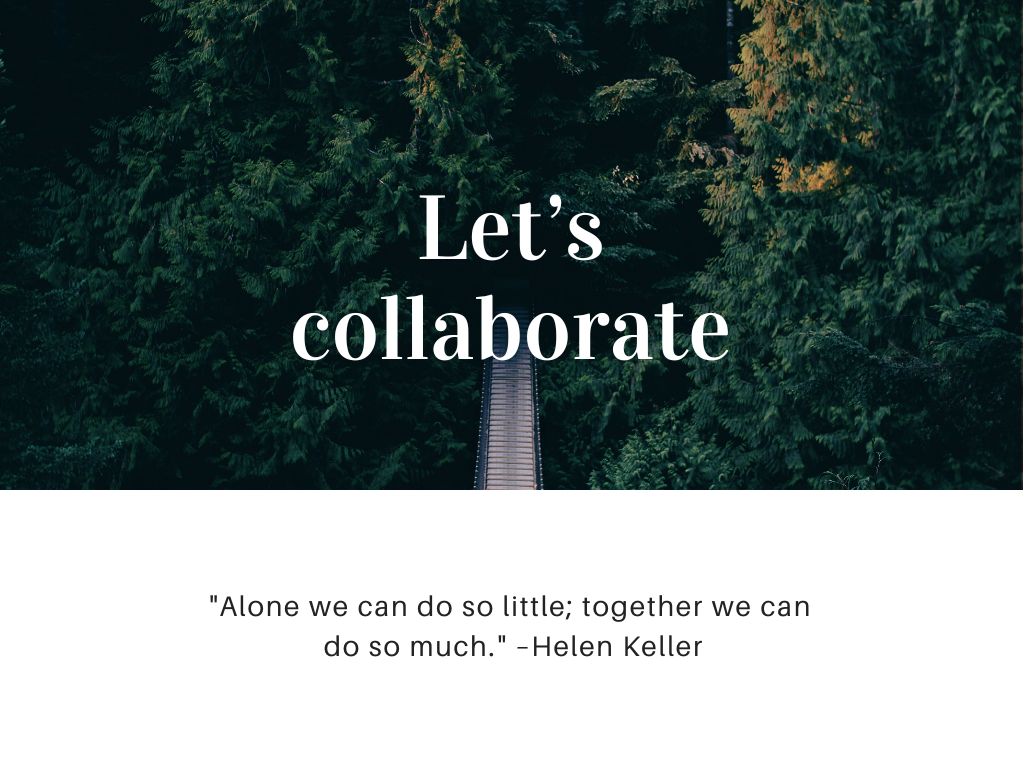 Let’s
collaborate
"Alone we can do so little; together we can
do so much." –Helen Keller